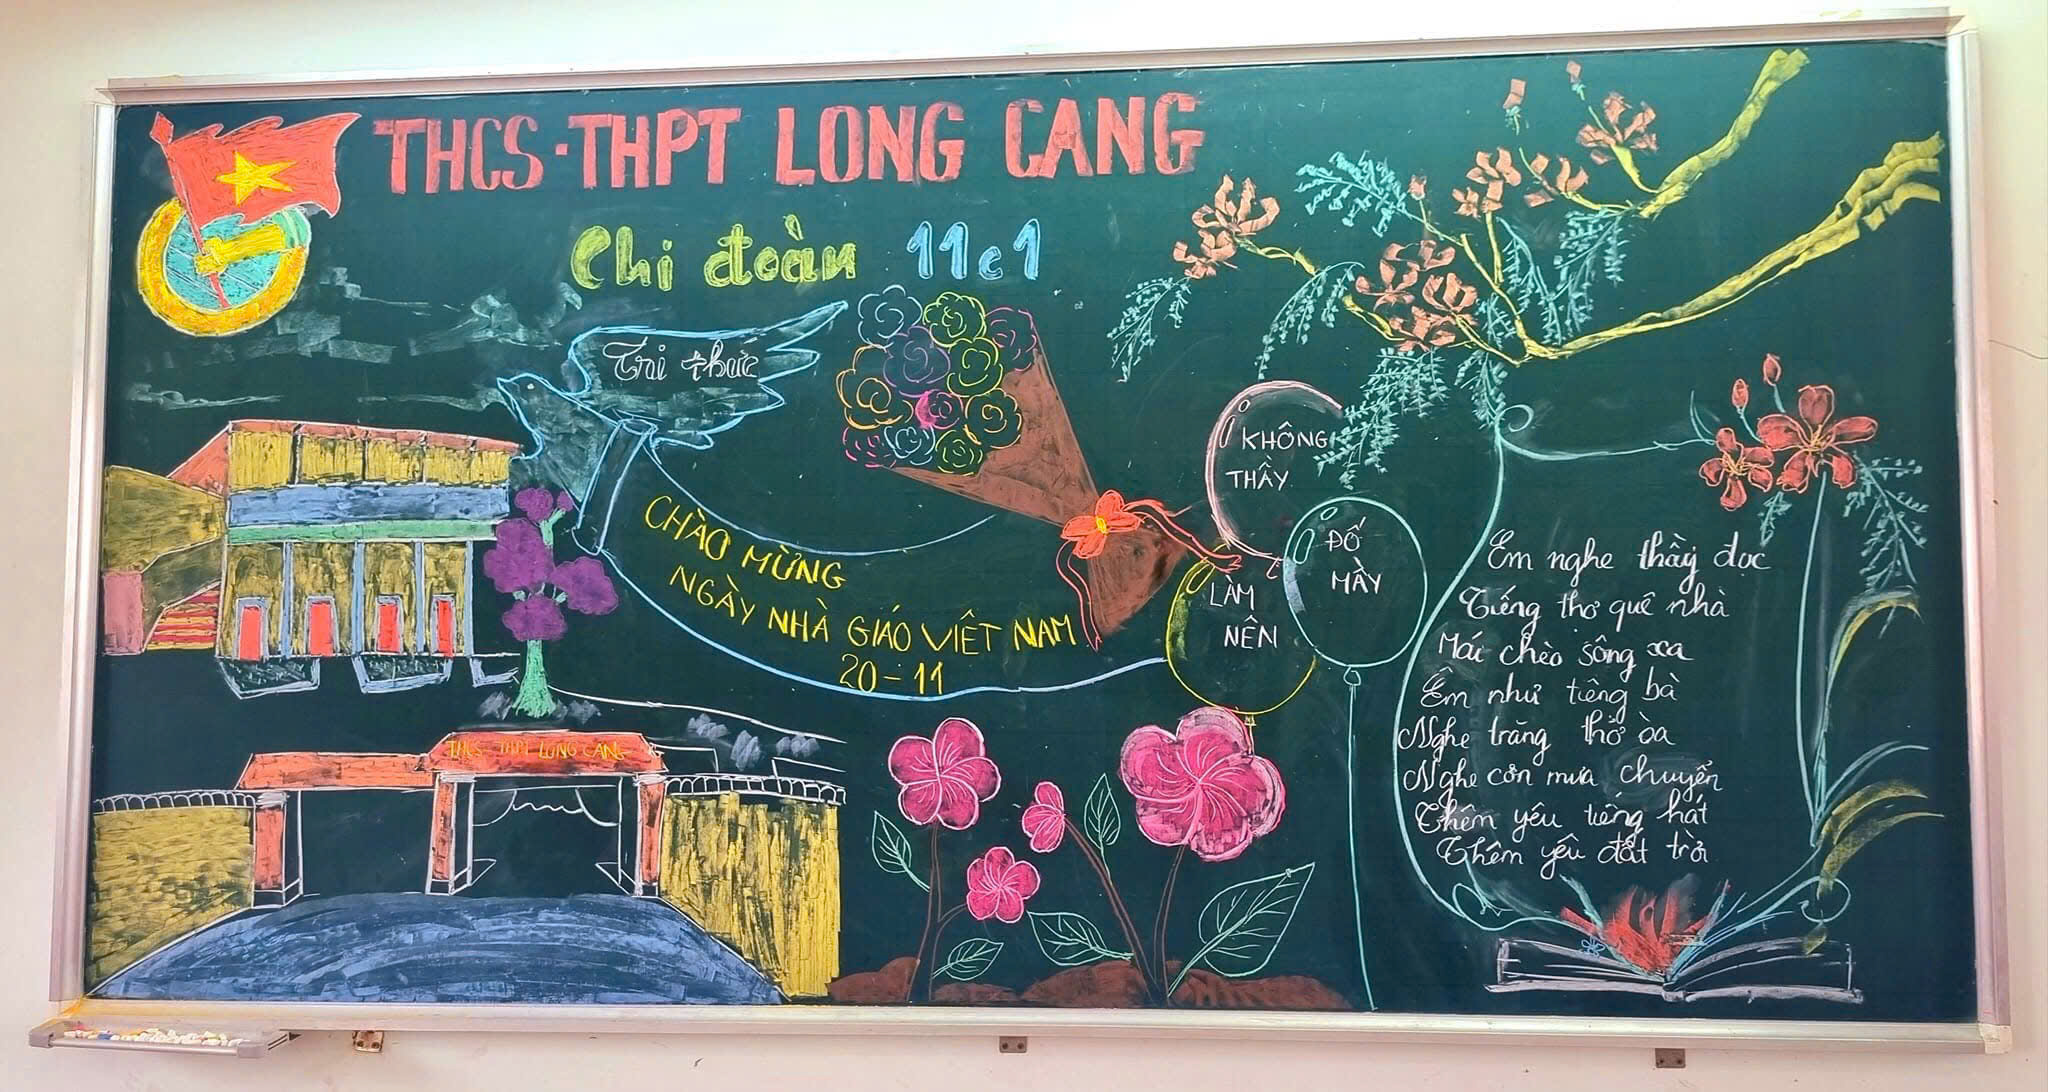 THCS-THPT LONG CANG
Chi đoàn 11c1
Tri thức
CHÀO MỪNG
NGÀY NHÀ GIÁO VIỆT NAM
20-11
KHÔNG
THẦY
ĐỐ
MÀY
LÀM
NÊN
Em nghe thầy đọc
Tiếng thơ quê nhà
Mái chèo sông xa
Êm như tiếng bà
Nghe trăng thở òa
Nghe cơn mưa chuyển
Thêm yêu tiếng hát
Thêm yêu đất trời
THCS-THPT LONG CANG